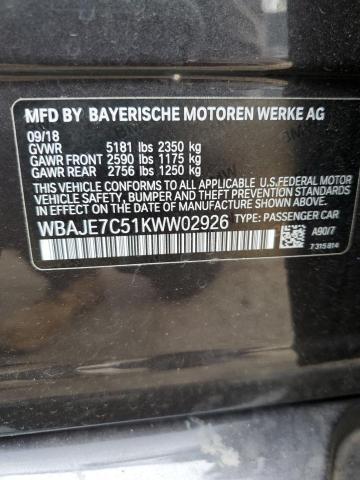 MFD BY BAYERISCHE MOTOREN WERKE AG
09/18
GVWR 5181 lbs 2350 kg
GAWR FRONT 2590 lbs 1175 kg
GAWR REAR 2756 lbs 1250 kg
THIS VEHICLE CONFORMS TO ALL APPLICABLE U.S. FEDERAL MOTOR
VEHICLE SAFETY, BUMPER, AND THEFT PREVENTION STANDARDS
IN EFFECT ON THE DATE OF MANUFACTURE SHOWN ABOVE.
WBAJE7C51KWW02926 TYPE: PASSENGER CAR
A90/7
7315814